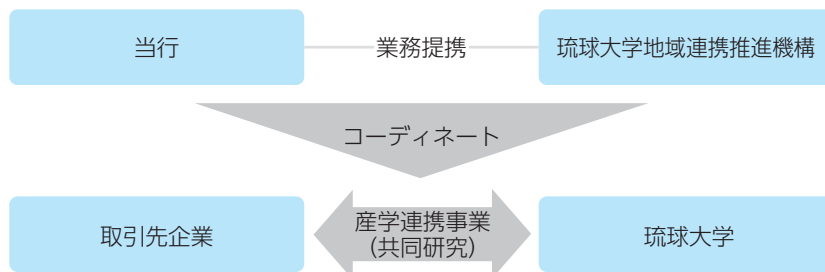 当行
業務提携
琉球大学地域連携推進機構
コーディネート
取引先企業
産学連携事業
（共同研究）
琉球大学